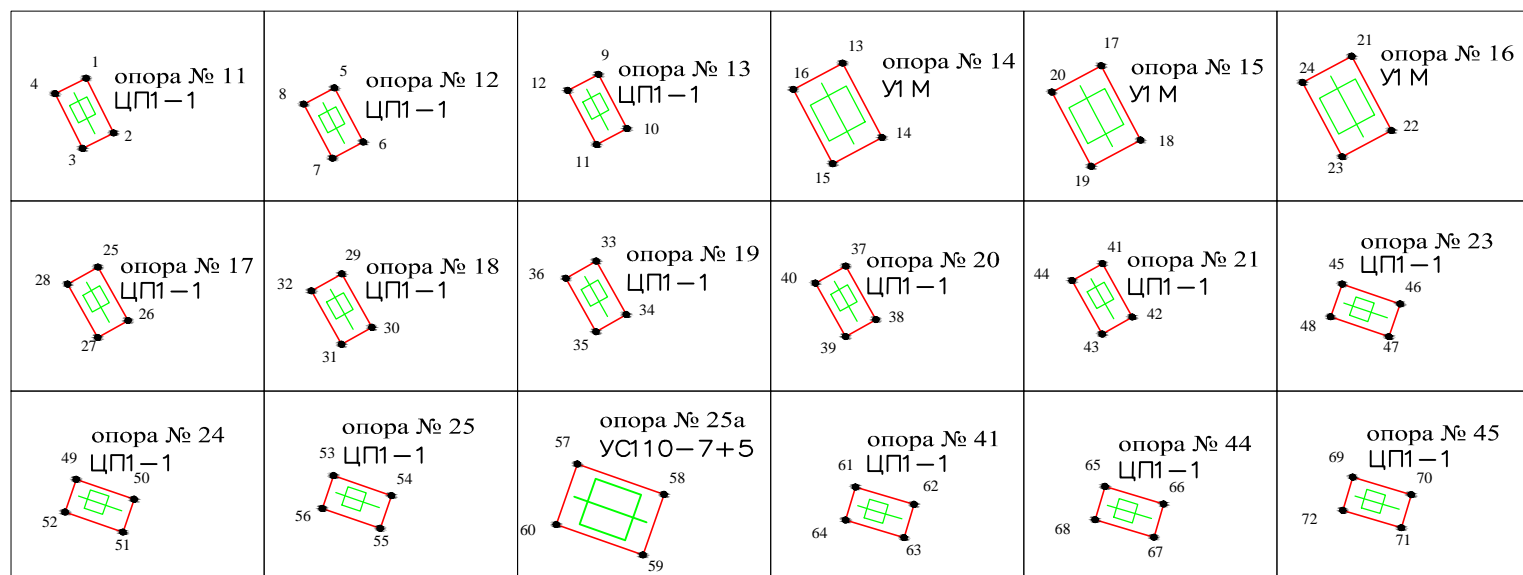 1
4
опора № 11
ЦП1-1
2
3
5
8
опора № 12
ЦП1-1
6
7
9
12
опора № 13
ЦП1-1
10
11
13
16
опора № 14
У1 М
14
15
17
20
опора № 15
У1 М
18
19
21
24
опора № 16
У1 М
22
23
25
28
опора № 17
ЦП1-1
26
27
29
32
опора № 18
ЦП1-1
30
31
33
36
опора № 19
ЦП1-1
34
35
37
40
опора № 20
ЦП1-1
38
39
41
44
опора № 21
ЦП1-1
42
43
опора № 23
ЦП1-1
45
46
48
47
опора № 24
ЦП1-1
49
50
52
51
опора № 25
ЦП1-1
53
54
56
55
опора № 25а
УС110-7+5
57
58
60
59
опора № 41
ЦП1-1
61
62
64
63
опора № 44
ЦП1-1
65
66
68
67
опора № 45
ЦП1-1
69
70
72
71